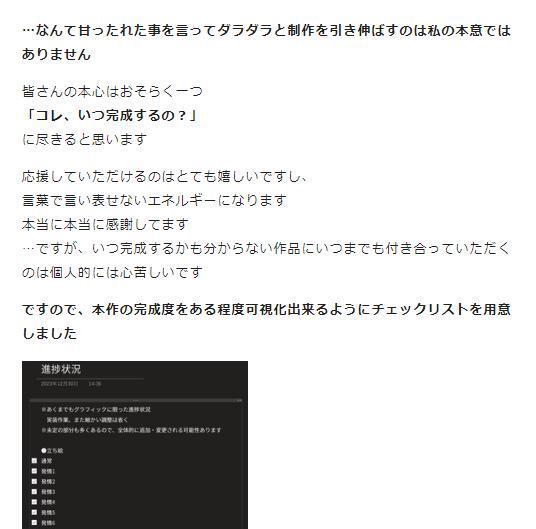 …なんて甘ったれた事を言ってダラダラと制作を引き伸ばすのは私の本意では
ありません
皆さんの本心はおそらく一つ
「コレ、いつ完成するの？」
に尽きると思います
応援していただけるのはとても嬉しいですし、
言葉で言い表せないエネルギーになります
本当に本当に感謝してます
…ですが、いつ完成するかも分からない作品にいつまでも付き合っていただく
のは個人的には心苦しいです
ですので、本作の完成度をある程度可視化出来るようにチェックリストを用意
しました
進捗状況
2023年12月30日 14:36
※あくまでもグラフィックに限った進捗状況
実装作業、また細かい調整は省く
※未定の部分も多くあるので、全体的に追加・変更される可能性あります
●立ち絵
通常
発情1
発情2
発情3
発情4
発情5
発情6